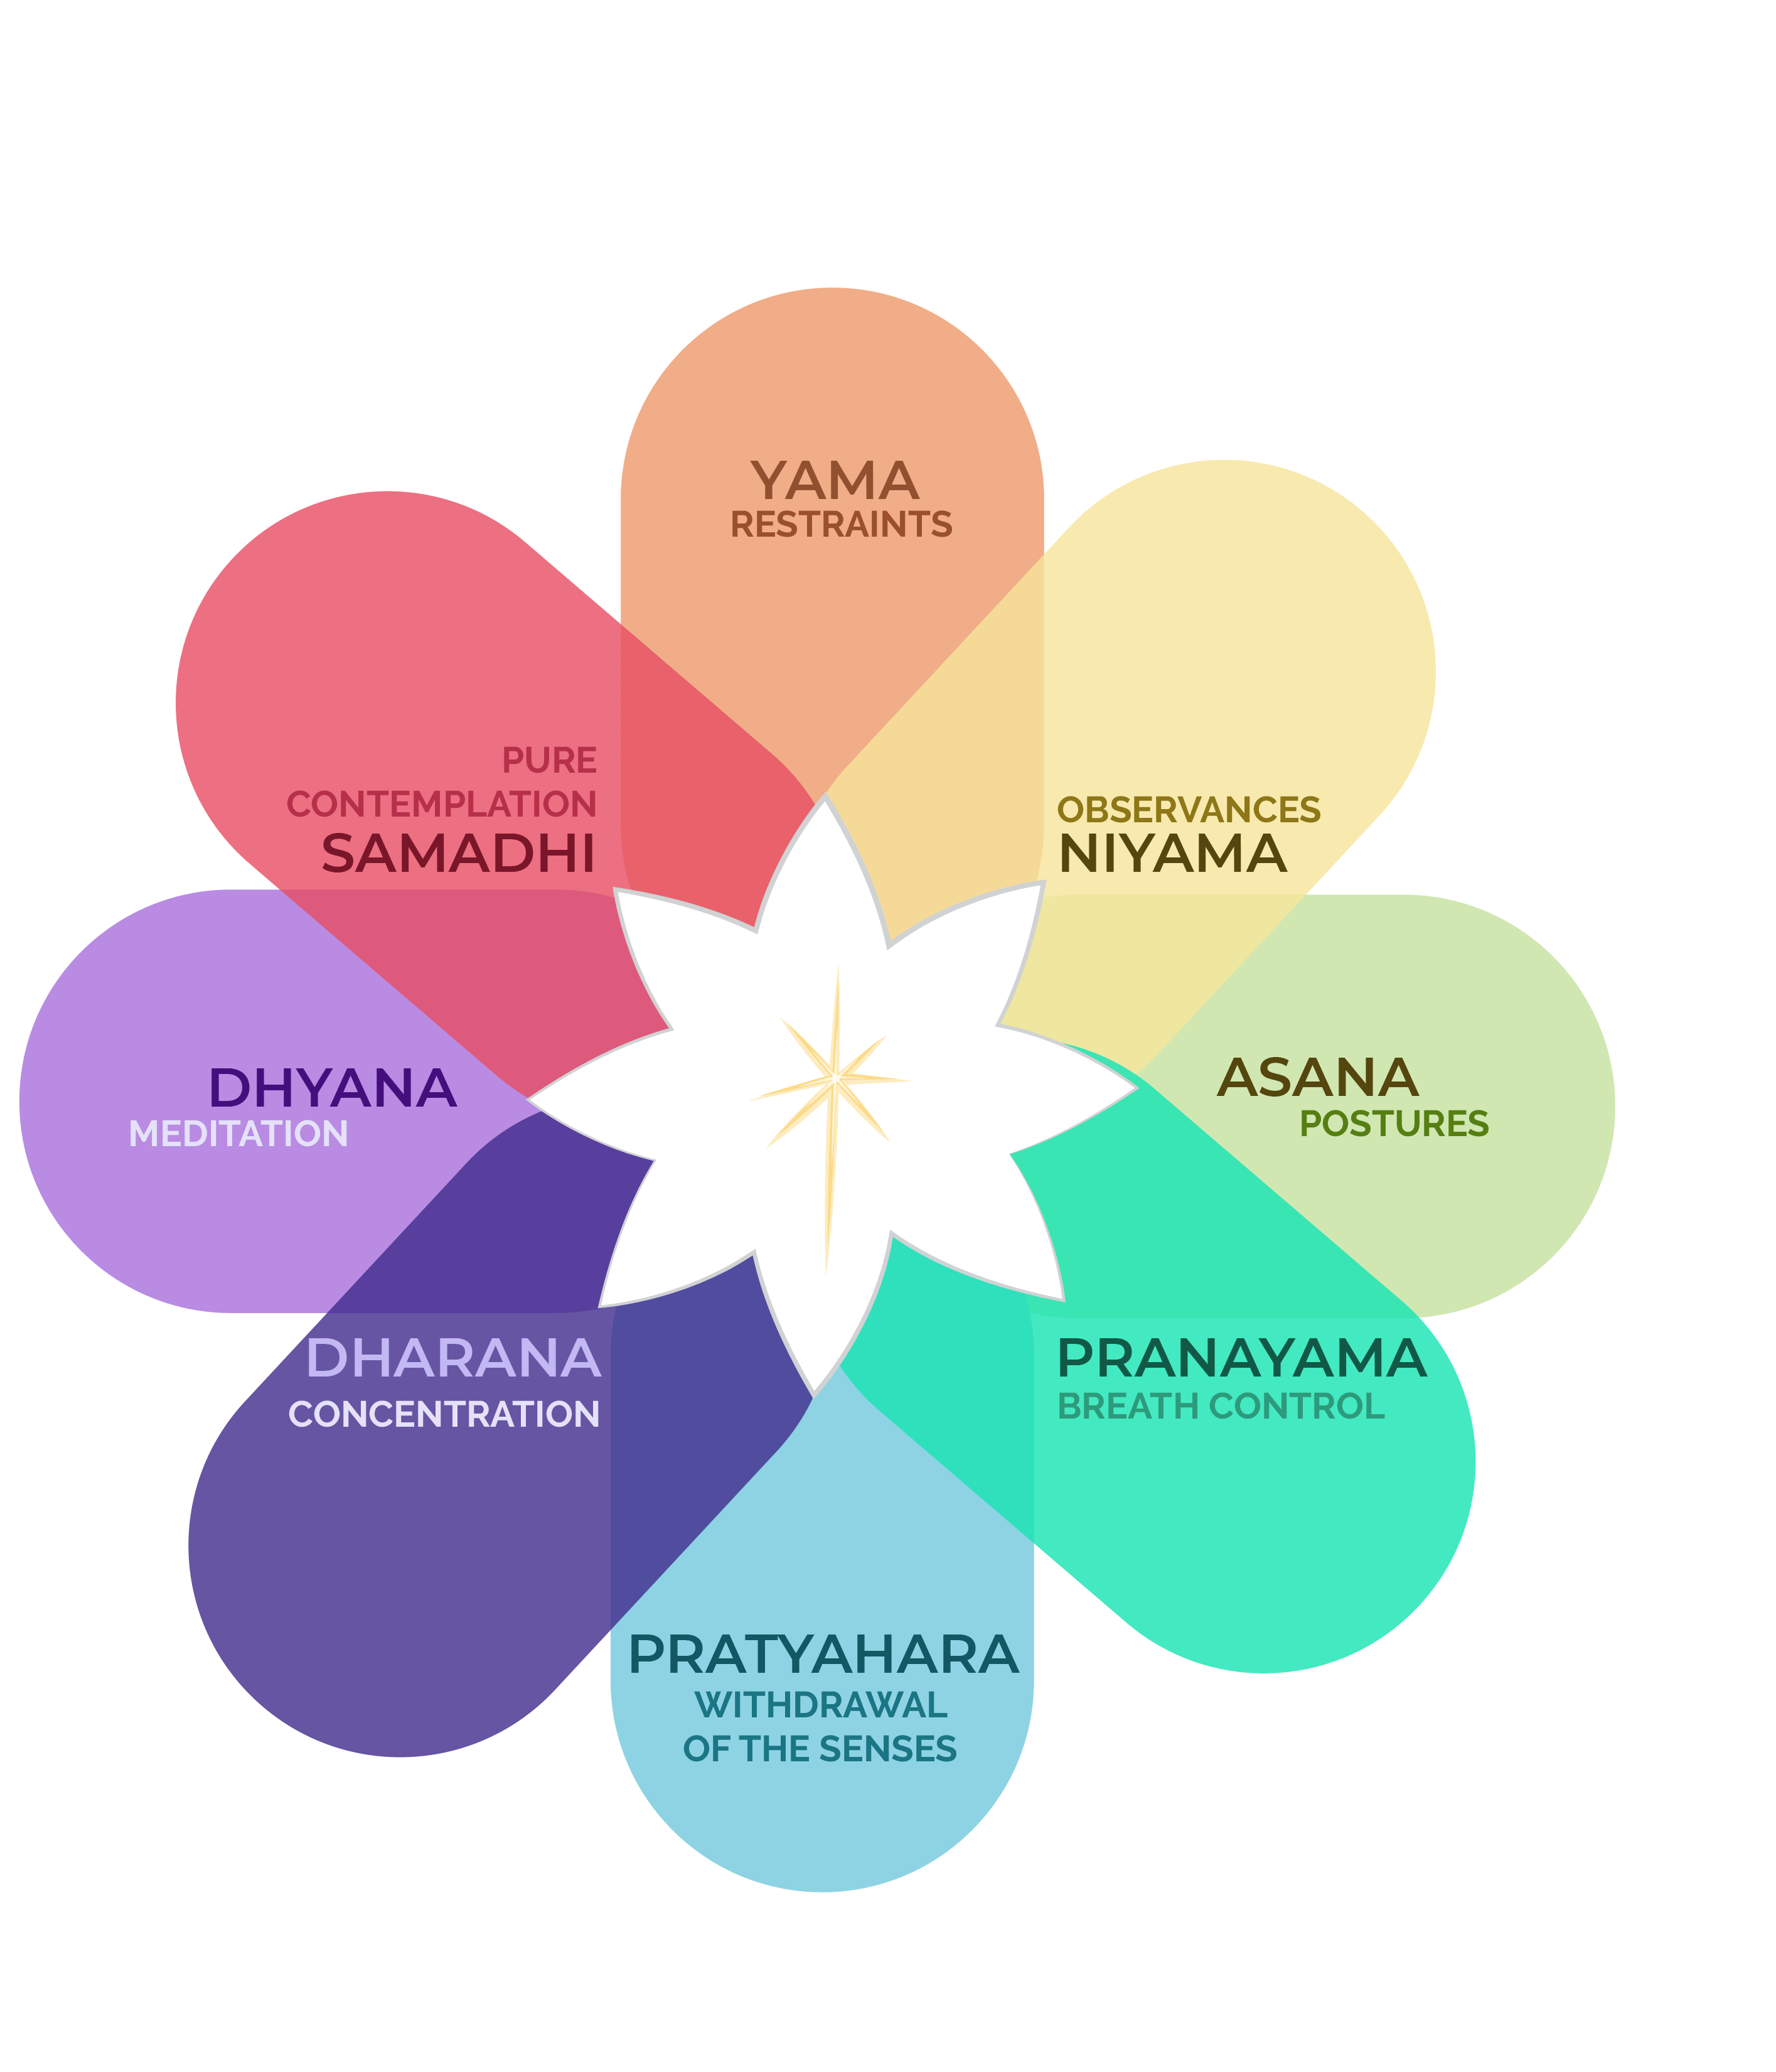 YAMA
RESTRAINTS
OBSERVANCES
NIYAMA
ASANA
POSTURES
PRANAYAMA
BREATH CONTROL
PRATYAHARA
WITHDRAWAL
OF THE SENSES
DHARANA
CONCENTRATION
DHYANA
MEDITATION
PURE
CONTEMPLATION
SAMADHI